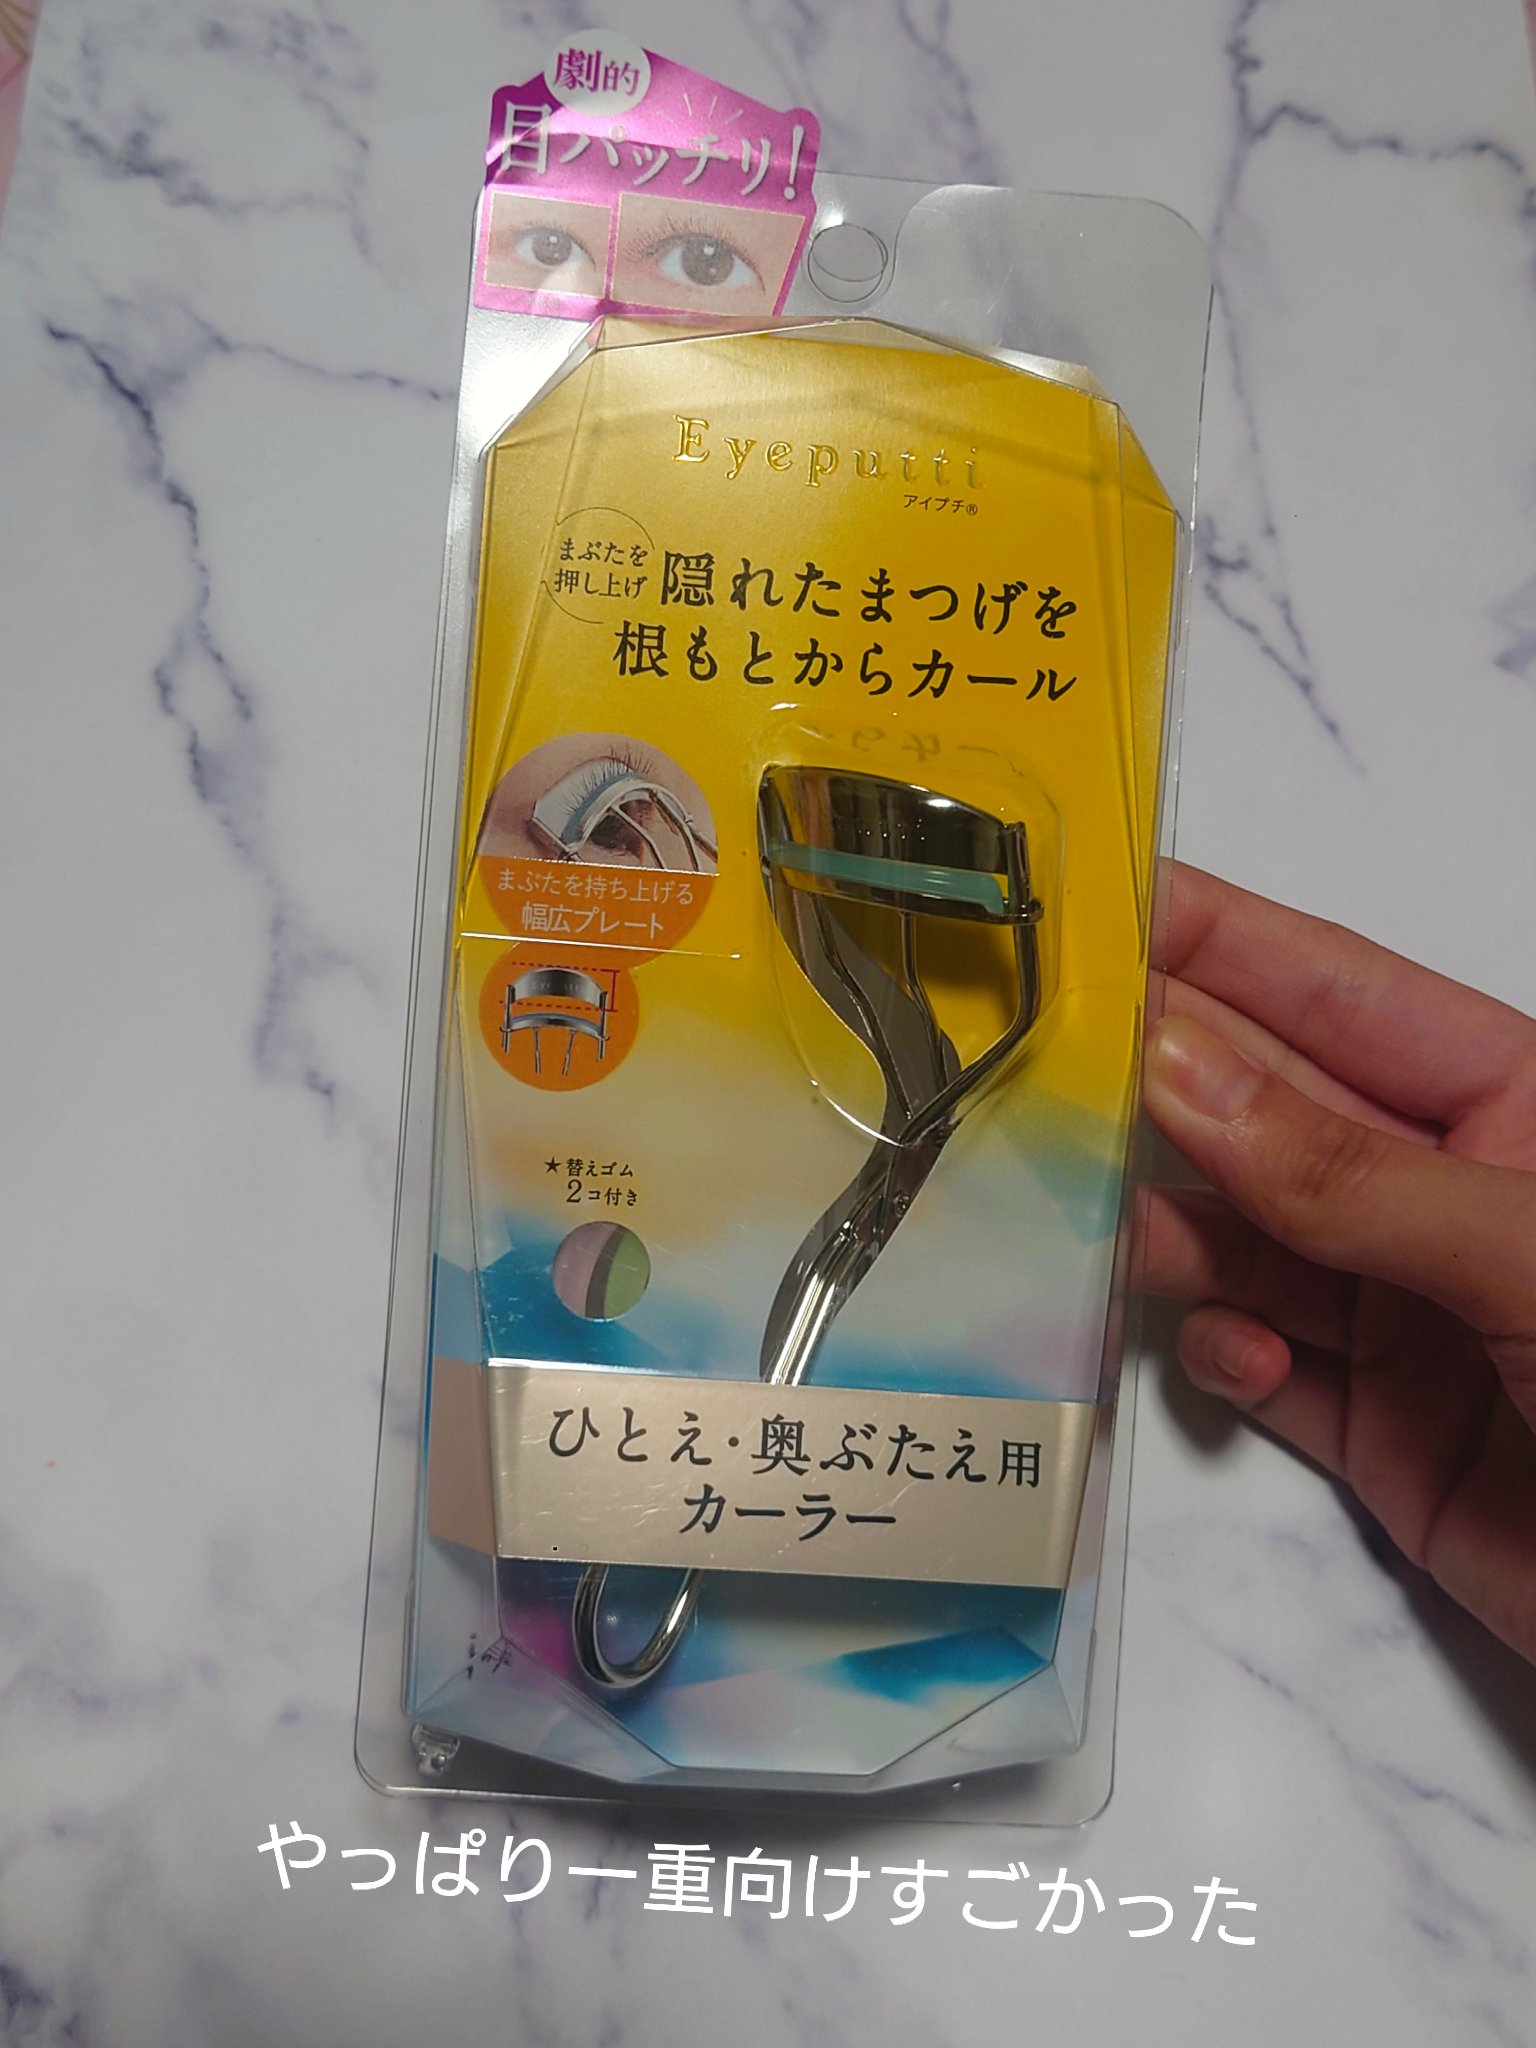 劇的
目パッチリ!
Eyeputti
アイプチ®
まぶたを
押し上げ
隠れたまつげを
根もとからカール
まぶたを持ち上げる
幅広プレート
★替えゴム
2コ付き
ひとえ・奥ぶたえ用
カーラー
やっぱり一重向けすごかった